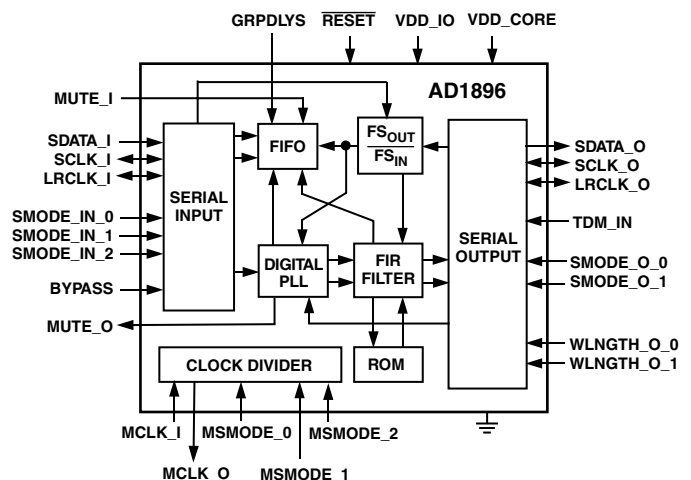 GRPDLYS RESET VDD_IO VDD_CORE
AD1896
MUTE_I
SDATA_I
SCLK_I
LRCLK_I
SMODE_IN_0
SMODE_IN_1
SMODE_IN_2
BYPASS
MUTE_O
SERIAL
INPUT
FIFO
FSOUT
FSIN
DIGITAL
PLL
FIR
FILTER
ROM
CLOCK DIVIDER
SERIAL
OUTPUT
SDATA_O
SCLK_O
LRCLK_O
TDM_IN
SMODE_O_0
SMODE_O_1
WLNGTH_O_0
WLNGTH_O_1
MCLK_I MSMODE_0 MSMODE_2
MCLK_O MSMODE_1